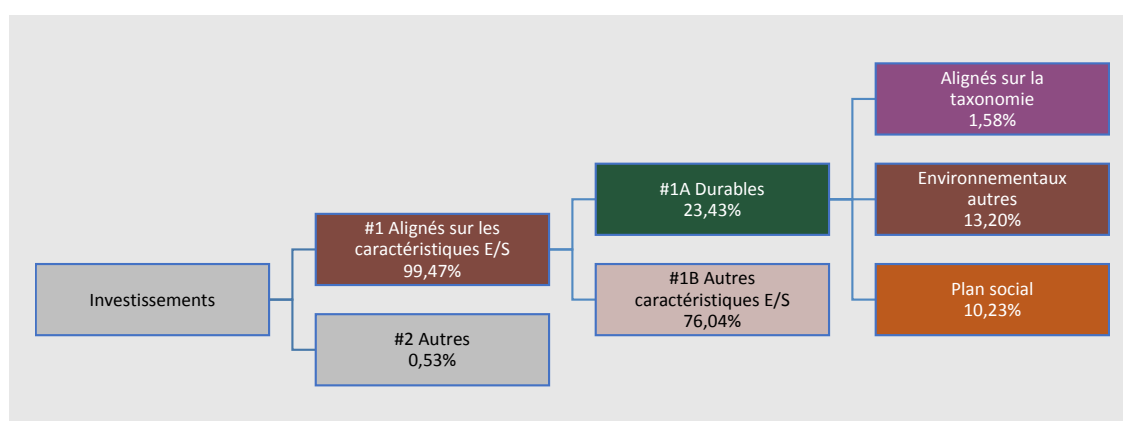 Investissements
#1 Alignés sur les
caractéristiques E/S
99,47%
#2 Autres
0,53%
#1A Durables
23,43%
#1B Autres
caractéristiques E/S
76,04%
Alignés sur la
taxonomie
1,58%
Environnementaux
autres
13,20%
Plan social
10,23%